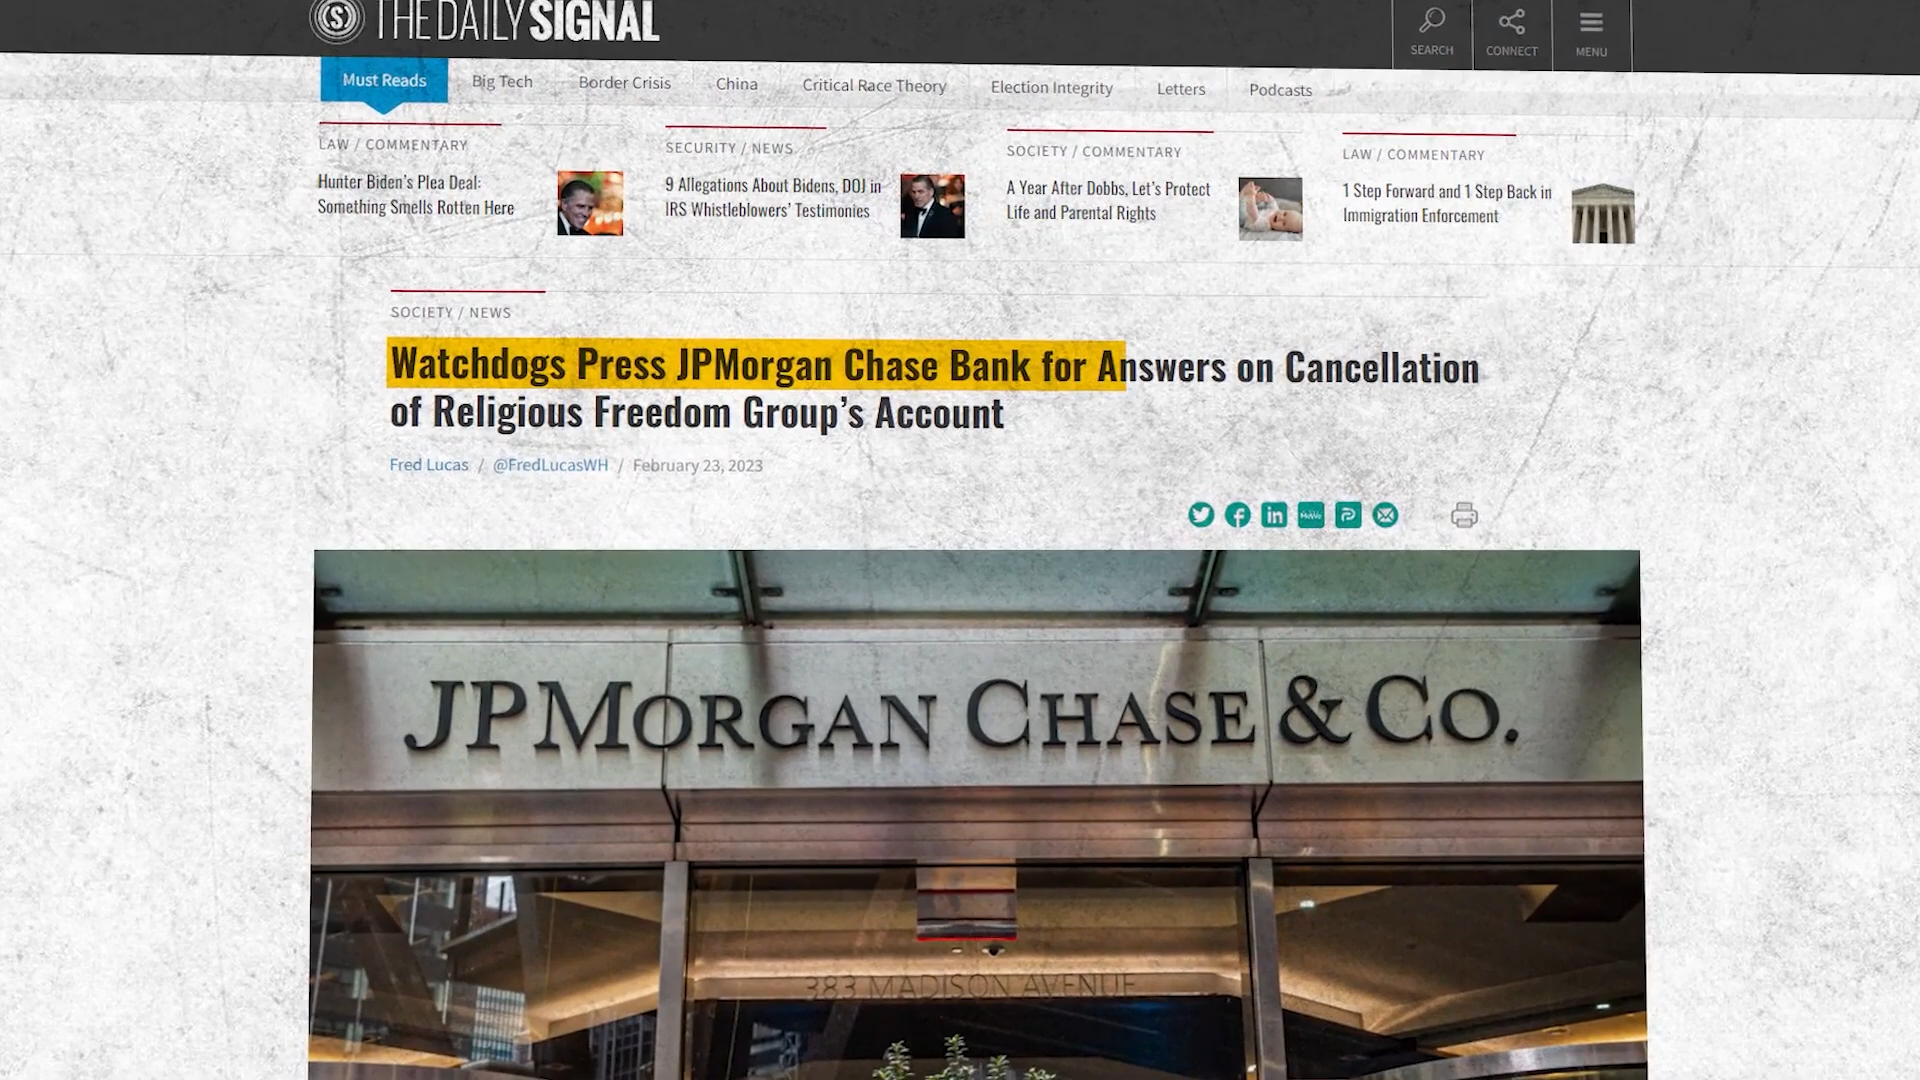 THE DAILY SIGNAL
SEARCH
CONNECT
MENU
Must Reads
Big Tech
Border Crisis
China
Critical Race Theory
Election Integrity
Letters
Podcasts
LAW / COMMENTARY
Hunter Biden's Plea Deal:
Something Smells Rotten Here
SECURITY / NEWS
9 Allegations About Bidens, DOJ in
IRS Whistleblowers' Testimonies
SOCIETY / COMMENTARY
A Year After Dobbs, Let's Protect
Life and Parental Rights
LAW / COMMENTARY
1 Step Forward and 1 Step Back in
Immigration Enforcement
SOCIETY / NEWS
Watchdogs Press JPMorgan Chase Bank for Answers on Cancellation
of Religious Freedom Group's Account
Fred Lucas / @FredLucasWH / February 23, 2023
MeWe
JPMORGAN CHASE & CO.
383 MADISON AVENUE